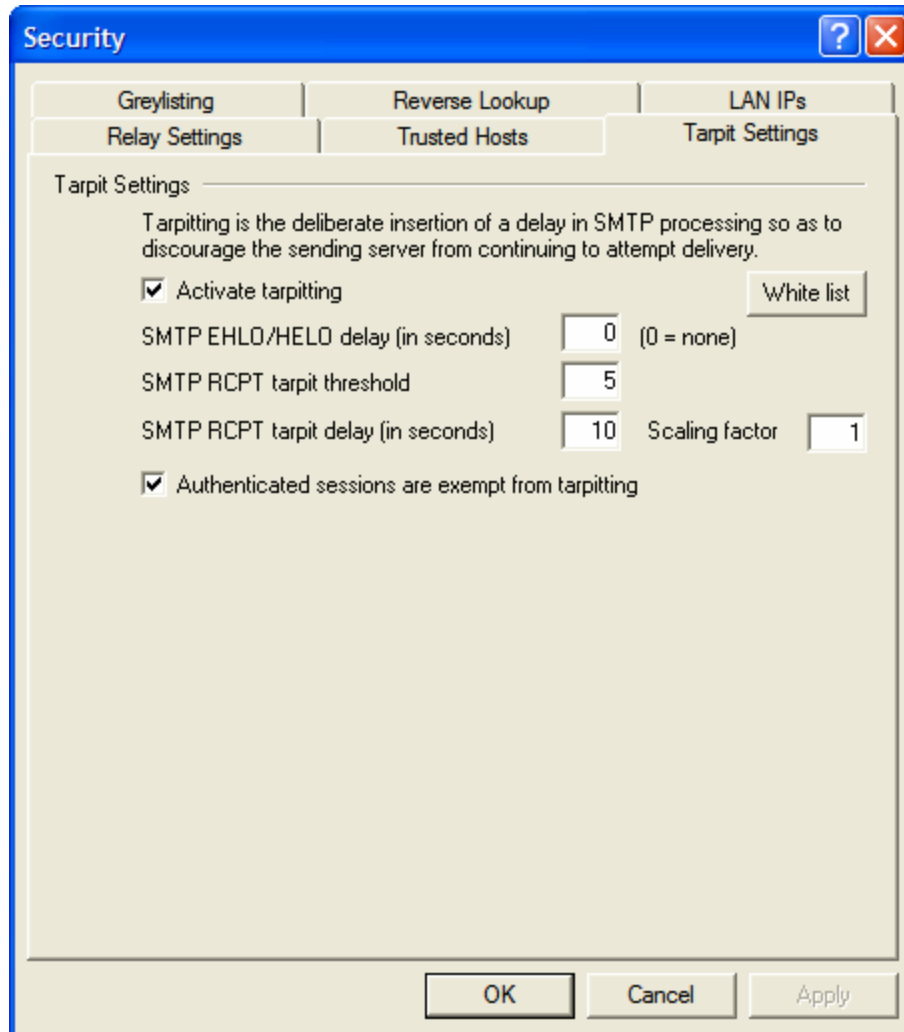 Security
Greylisting Reverse Lookup LAN IPs
Relay Settings Trusted Hosts Tarpit Settings
Tarpit Settings
Tarpitting is the deliberate insertion of a delay in SMTP processing so as to
discourage the sending server from continuing to attempt delivery.
Activate tarpitting White list
SMTP EHLO/HELO delay (in seconds) 0 (0 = none)
SMTP RCPT tarpit threshold 5
SMTP RCPT tarpit delay (in seconds) 10 Scaling factor 1
Authenticated sessions are exempt from tarpitting
OK Cancel Apply